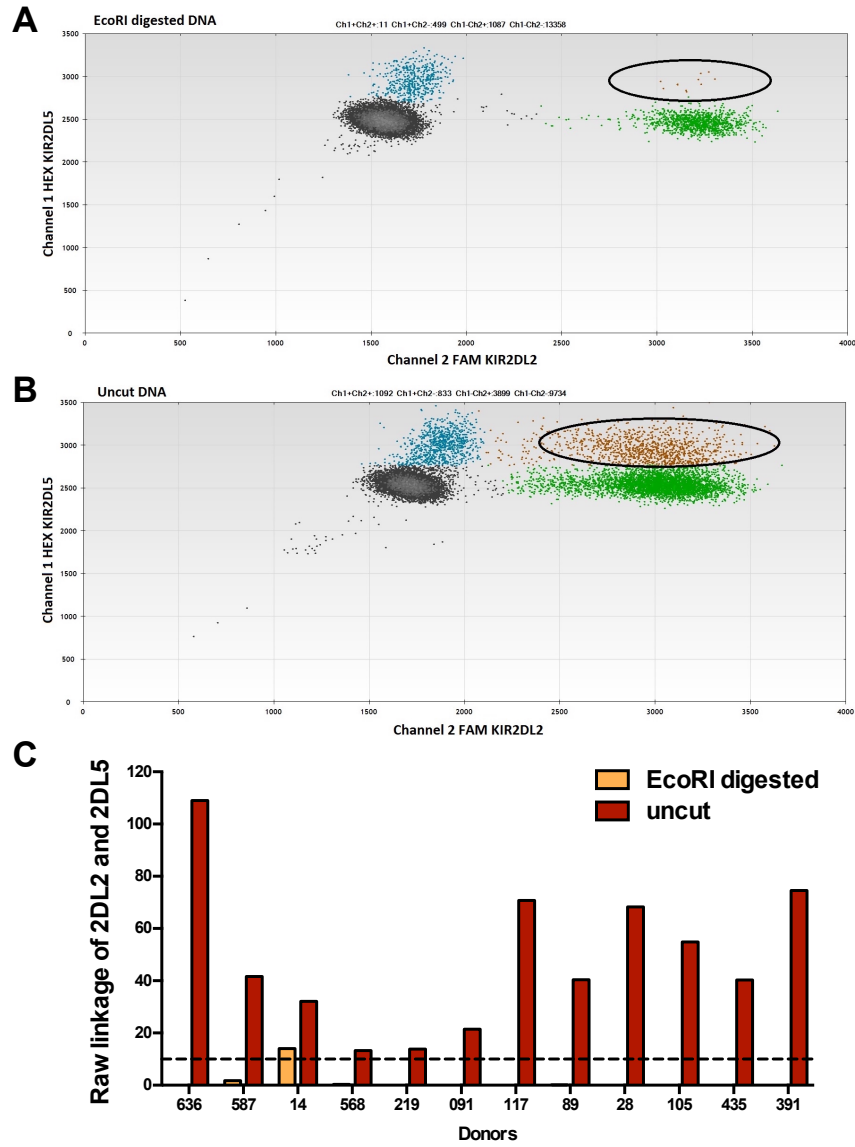 A
EcoRI digested DNA
Ch1+Ch2+:11 Ch1+Ch2-:499 Ch1-Ch2+:1087 Ch1-Ch2-:13358
3500
3000
2500
2000
1500
1000
500
0
Channel 1 HEX KIR2DL5
0 500 1000 1500 2000 2500 3000 3500 4000
Channel 2 FAM KIR2DL2
B
Uncut DNA
Ch1+Ch2+:1092 Ch1+Ch2-:833 Ch1-Ch2+:3899 Ch1-Ch2-:9734
3500
3000
2500
2000
1500
1000
500
0
Channel 1 HEX KIR2DL5
0 500 1000 1500 2000 2500 3000 3500 4000
Channel 2 FAM KIR2DL2
C
Raw linkage of 2DL2 and 2DL5
120
100
80
60
40
20
0
EcoRI digested
uncut
636 587 14 568 219 091 117 89 28 105 435 391
Donors